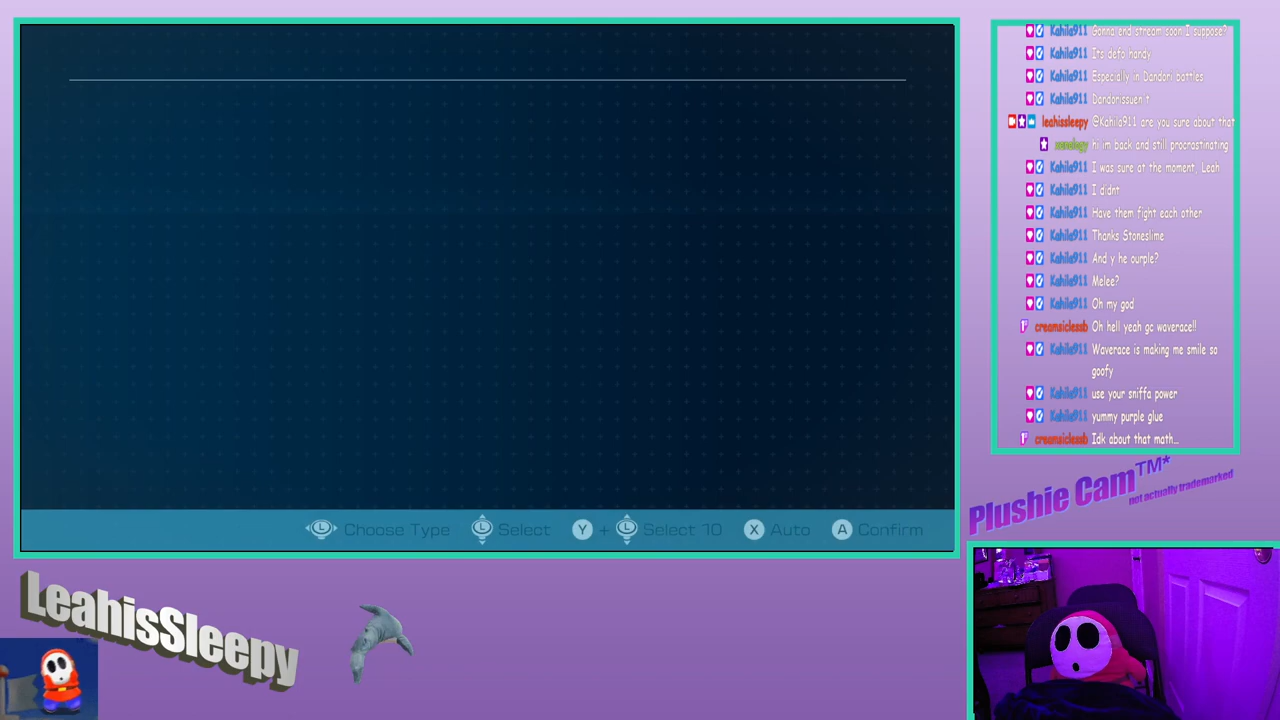 Kahila911 Gonna end stream soon I suppose?
Kahila911 Its defo handy
Kahila911 Especially in Dandori battles
Kahila911 Dandorissuen't
leahissleepy @Kahila911 are you sure about that
hi im back and still procrastinating
Kahila911 I was sure at the moment, Leah
Kahila911 I didnt
Kahila911 Have them fight each other
Kahila911 Thanks Stoneslime
Kahila911 And y he ourple?
Kahila911 Melee?
Kahila911 Oh my god
creamsiclessb Oh hell yeah gc waverace!!
Kahila911 Waverace is making me smile so
goofy
Kahila911 use your sniffa power
Kahila911 yummy purple glue
creamsiclessb Idk about that math...
L Choose Type L Select Y + L Select 10 X Auto A Confirm
Plushie Cam™*
not actually trademarked
LeahisSleepy